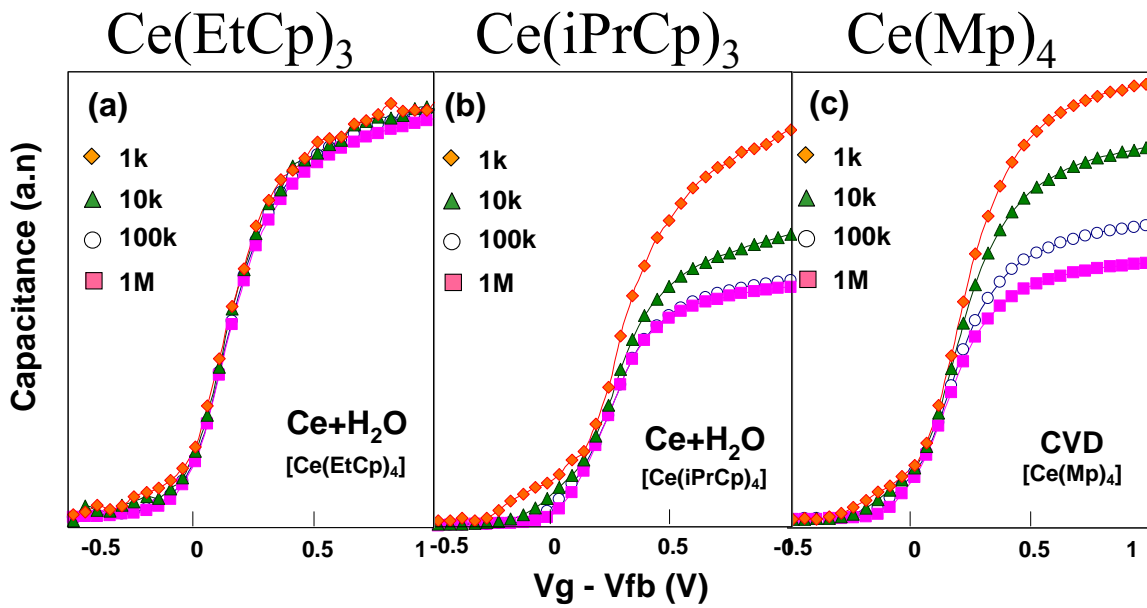 Ce(EtCp)3
Ce(iPrCp)3
Ce(Mp)4
Capacitance (a.n)
(a)
1k
10k
100k
1M
Ce+H2O
[Ce(EtCp)4]
-0.5 0 0.5 1
(b)
1k
10k
100k
1M
Ce+H2O
[Ce(iPrCp)4]
-0.5 0 0.5
(c)
1k
10k
100k
1M
CVD
[Ce(Mp)4]
0 0.5 1
Vg - Vfb (V)